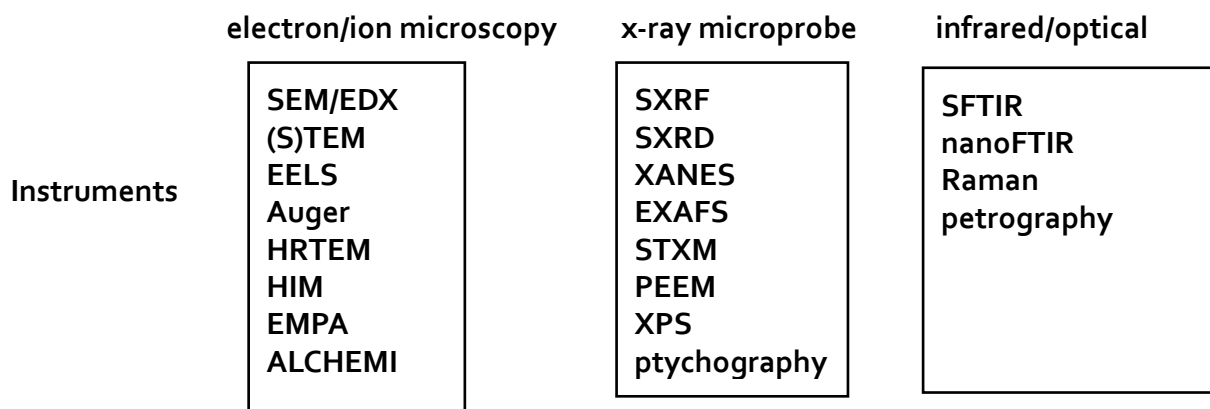 electron/ion microscopy
x-ray microprobe
infrared/optical
Instruments
SEM/EDX
(S)TEM
EELS
Auger
HRTEM
HIM
EMPA
ALCHEMI
SXRF
SXRD
XANES
EXAFS
STXM
PEEM
XPS
ptychography
SFTIR
nanoFTIR
Raman
petrography